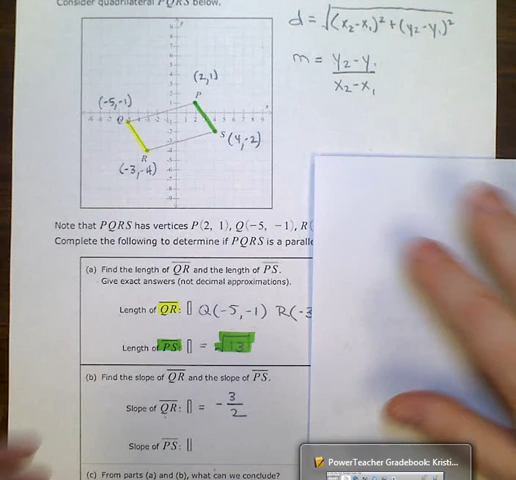 Consider quadrilateral PQRS below.
d = √(x₂-x₁)² + (y₂-y₁)²
m = y₂-y₁
x₂-x₁
(2,1)
P
(-5,-1)
Q
S (4,-2)
R
(-3,-4)
Note that PQRS has vertices P(2, 1), Q(-5, -1), R(
Complete the following to determine if PQRS is a paralle
(a) Find the length of QR and the length of PS.
Give exact answers (not decimal approximations).
Length of QR: Q(-5,-1) R(-3
Length of PS: = √13
(b) Find the slope of QR and the slope of PS.
Slope of QR: = -3/2
Slope of PS:
(c) From parts (a) and (b), what can we conclude?
PowerTeacher Gradebook: Kristi...